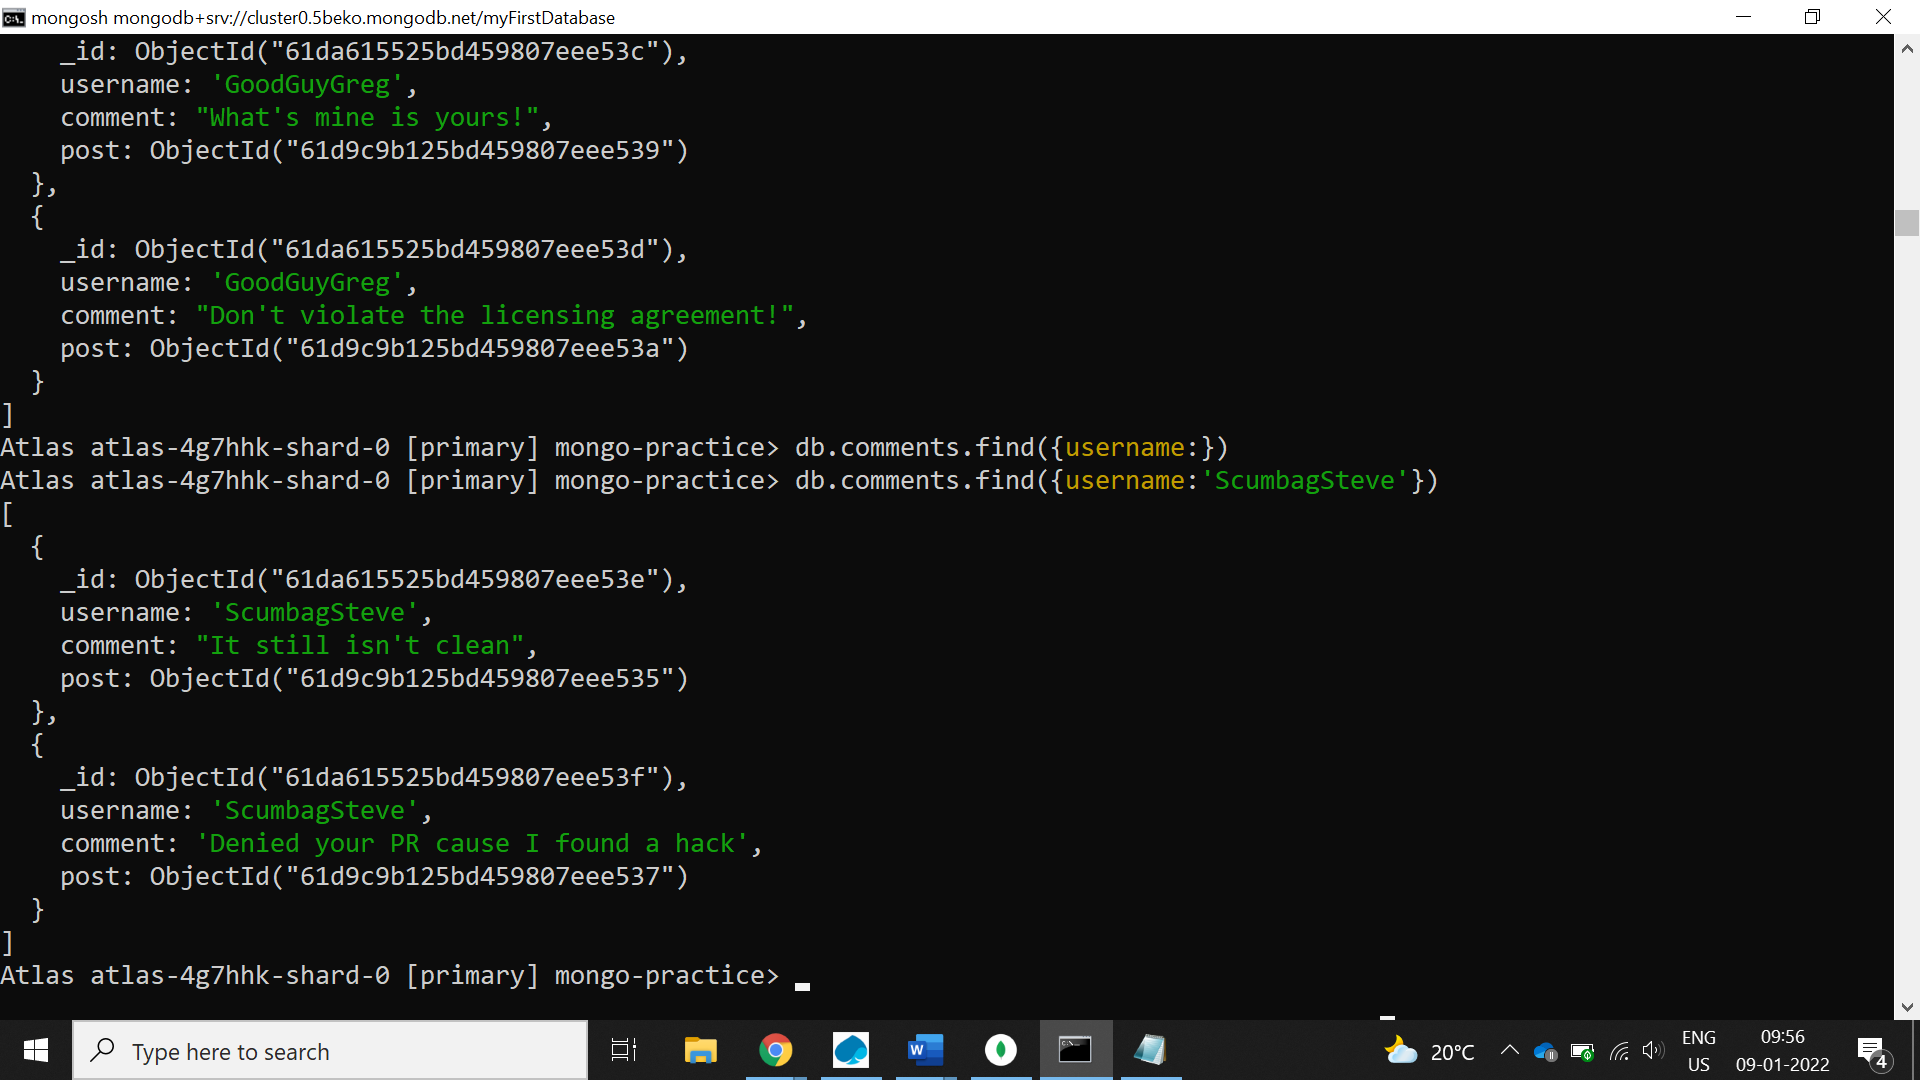 mongosh mongodb+srv://cluster0.5beko.mongodb.net/myFirstDatabase
    _id: ObjectId("61da615525bd459807eee53c"),
    username: 'GoodGuyGreg',
    comment: "What's mine is yours!",
    post: ObjectId("61d9c9b125bd459807eee539")
  },
  {
    _id: ObjectId("61da615525bd459807eee53d"),
    username: 'GoodGuyGreg',
    comment: "Don't violate the licensing agreement!",
    post: ObjectId("61d9c9b125bd459807eee53a")
  }
]
Atlas atlas-4g7hhk-shard-0 [primary] mongo-practice> db.comments.find({username:})
Atlas atlas-4g7hhk-shard-0 [primary] mongo-practice> db.comments.find({username:'ScumbagSteve'})
[
  {
    _id: ObjectId("61da615525bd459807eee53e"),
    username: 'ScumbagSteve',
    comment: "It still isn't clean",
    post: ObjectId("61d9c9b125bd459807eee535")
  },
  {
    _id: ObjectId("61da615525bd459807eee53f"),
    username: 'ScumbagSteve',
    comment: 'Denied your PR cause I found a hack',
    post: ObjectId("61d9c9b125bd459807eee537")
  }
]
Atlas atlas-4g7hhk-shard-0 [primary] mongo-practice>
Type here to search
20°C
ENG
US
09:56
09-01-2022
4